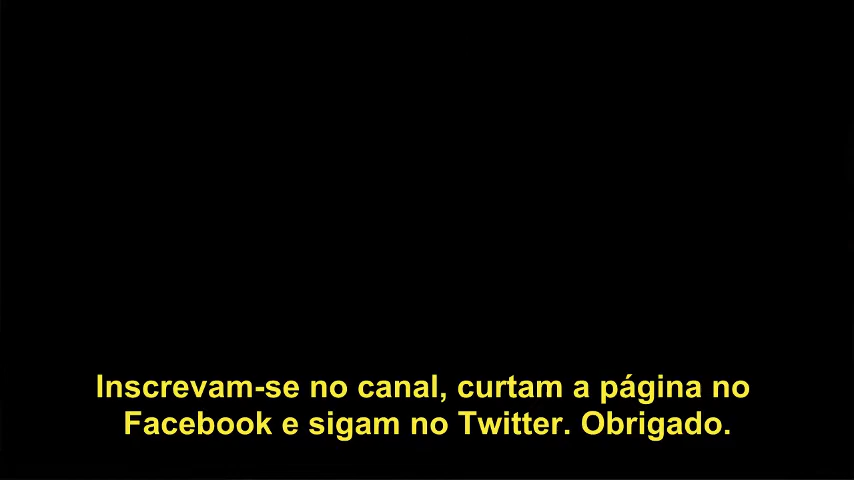 Inscrevam-se no canal, curtam a página no
Facebook e sigam no Twitter. Obrigado.